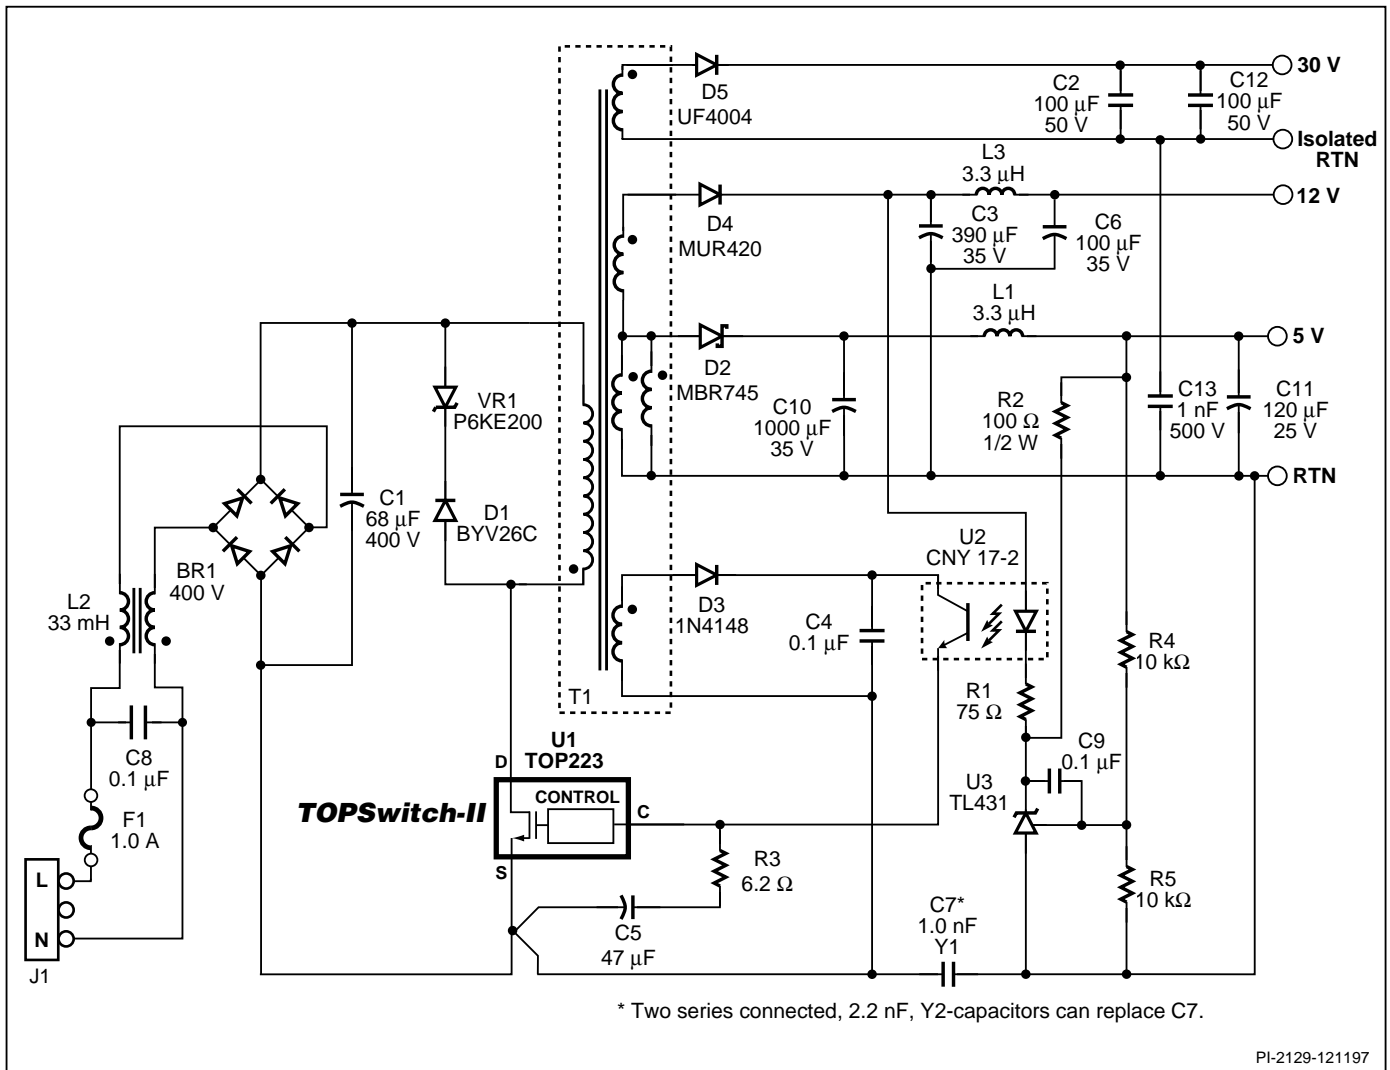 30 V
D5
UF4004
C2
100 µF
50 V
C12
100 µF
50 V
Isolated
RTN
L3
3.3 µH
12 V
D4
MUR420
C3
390 µF
35 V
C6
100 µF
35 V
L1
3.3 µH
5 V
D2
MBR745
VR1
P6KE200
C10
1000 µF
35 V
R2
100 Ω
1/2 W
C13
1 nF
500 V
C11
120 µF
25 V
RTN
C1
68 µF
400 V
D1
BYV26C
BR1
400 V
U2
CNY 17-2
L2
33 mH
D3
1N4148
C4
0.1 µF
R4
10 kΩ
T1
R1
75 Ω
C8
0.1 µF
U1
TOP223
D
CONTROL
C
S
TOPSwitch-II
C9
0.1 µF
U3
TL431
F1
1.0 A
R3
6.2 Ω
R5
10 kΩ
L
N
J1
C5
47 µF
C7*
1.0 nF
Y1
* Two series connected, 2.2 nF, Y2-capacitors can replace C7.
PI-2129-121197